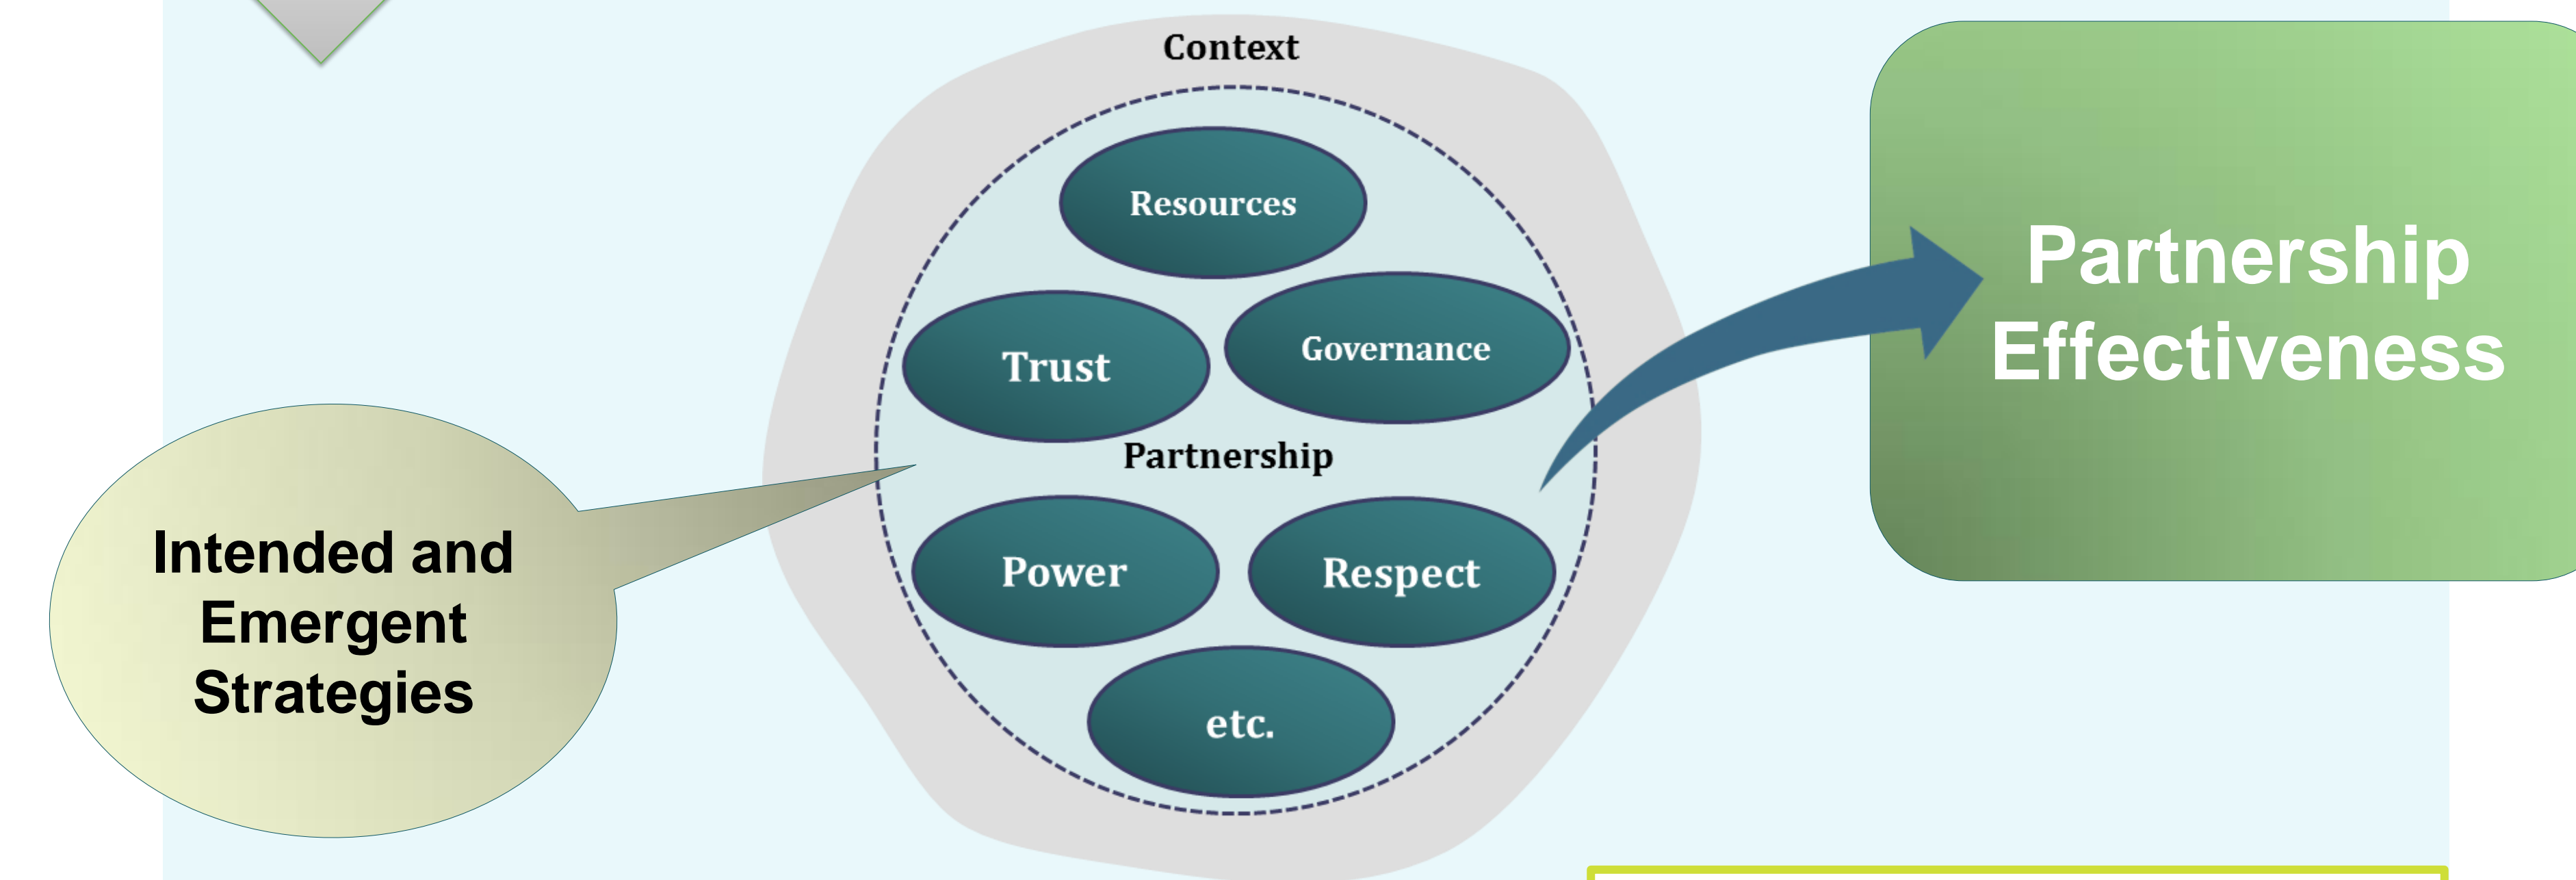 Context
Resources
Trust
Governance
Partnership
Power
Respect
etc.
Intended and
Emergent
Strategies
Partnership
Effectiveness